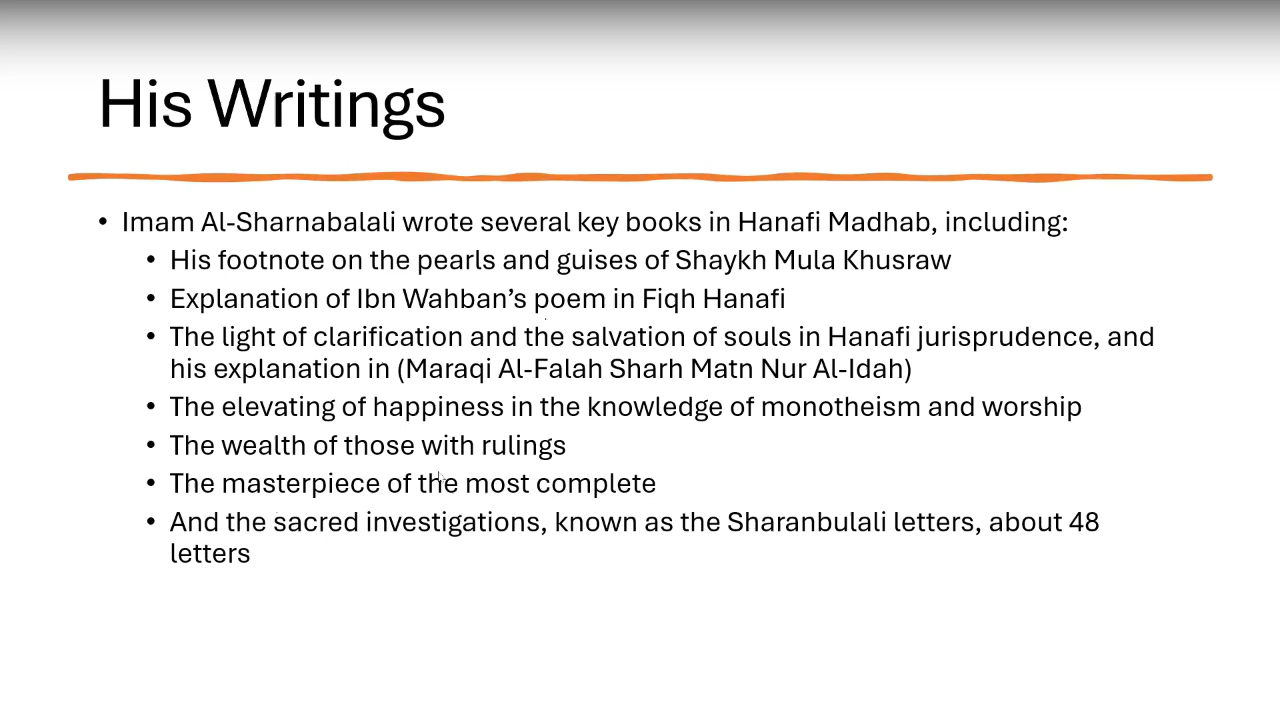 His Writings
• Imam Al-Sharnabalali wrote several key books in Hanafi Madhab, including:
• His footnote on the pearls and guises of Shaykh Mula Khusraw
• Explanation of Ibn Wahban’s poem in Fiqh Hanafi
• The light of clarification and the salvation of souls in Hanafi jurisprudence, and
his explanation in (Maraqi Al-Falah Sharh Matn Nur Al-Idah)
• The elevating of happiness in the knowledge of monotheism and worship
• The wealth of those with rulings
• The masterpiece of the most complete
• And the sacred investigations, known as the Sharanbulali letters, about 48
letters